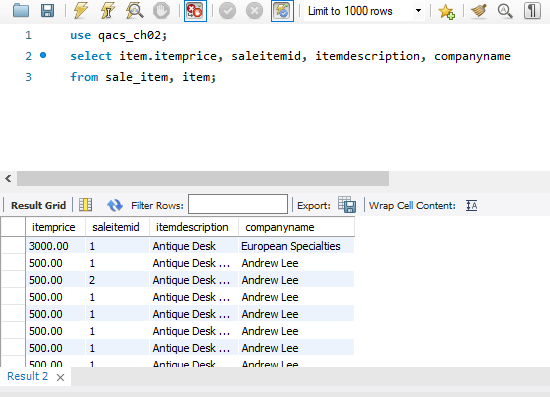 Limit to 1000 rows
1 use qacs_ch02;
2 select item.itemprice, saleitemid, itemdescription, companyname
3 from sale_item, item;
Result Grid Filter Rows: Export: Wrap Cell Content:
itemprice saleitemid itemdescription companyname
3000.00 1 Antique Desk European Specialties
500.00 1 Antique Desk ... Andrew Lee
500.00 2 Antique Desk ... Andrew Lee
500.00 1 Antique Desk ... Andrew Lee
500.00 1 Antique Desk ... Andrew Lee
500.00 1 Antique Desk ... Andrew Lee
500.00 1 Antique Desk ... Andrew Lee
500.00 1 Antique Desk ... Andrew Lee
Result 2